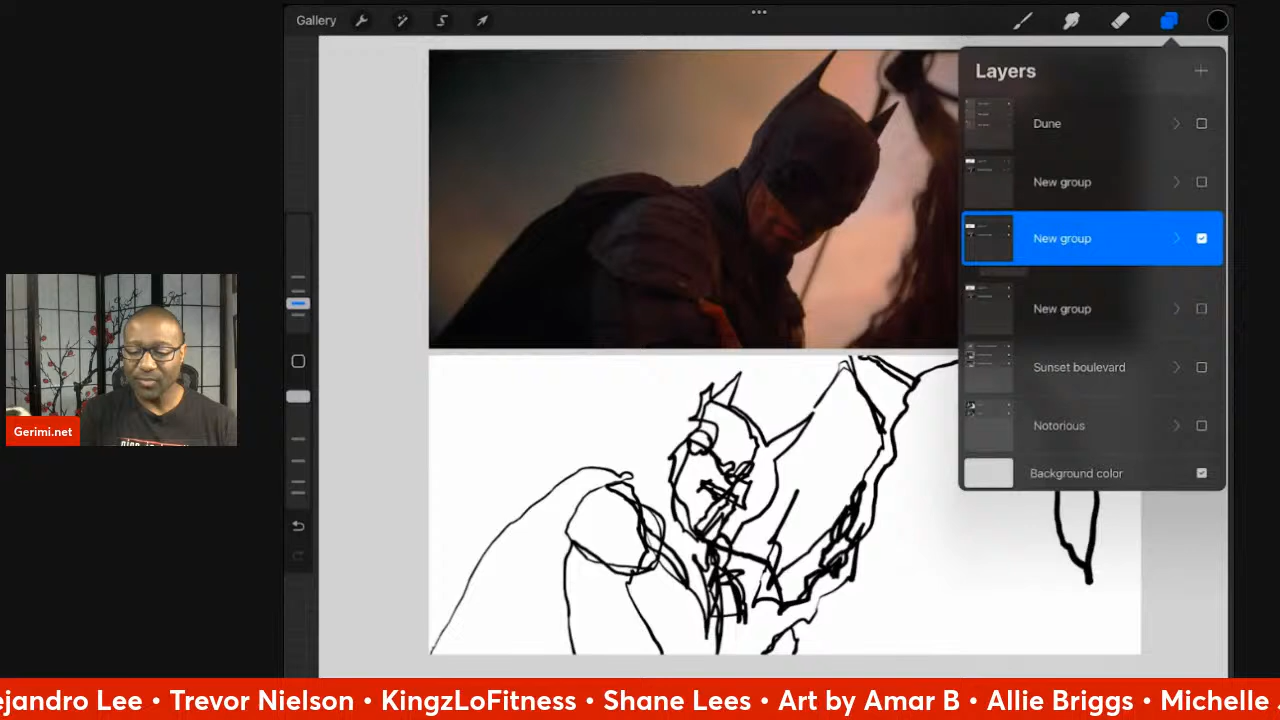 Gallery
Layers
Dune
New group
New group
New group
Sunset boulevard
Notorious
Background color
Gerimi.net
ejandro Lee • Trevor Nielson • KingzLoFitness • Shane Lees • Art by Amar B • Allie Briggs • Michelle